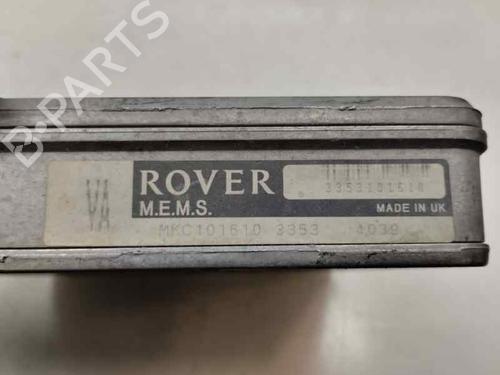 B-PARTS
VA
ROVER
3353101610
M.E.M.S.
MADE IN UK
MKC101610 3353 4039